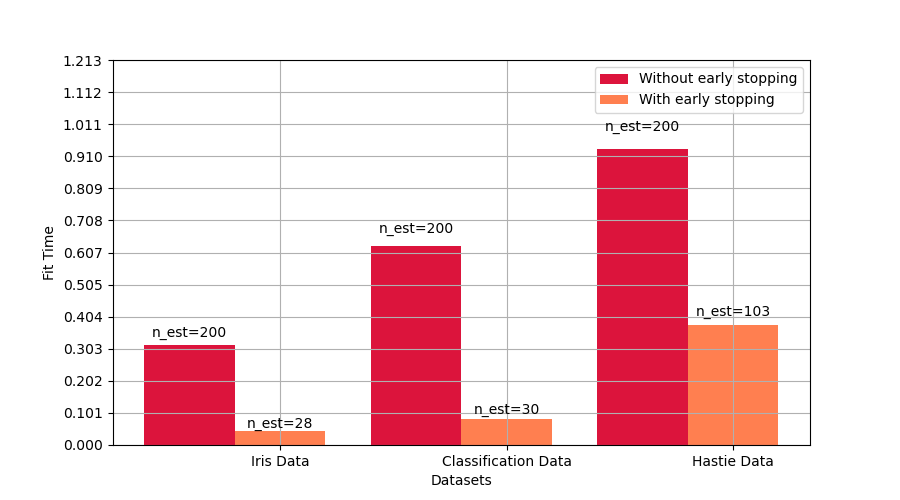 1.213
1.112
1.011
0.910
0.809
0.708
0.607
0.505
0.404
0.303
0.202
0.101
0.000
Fit Time
Without early stopping
With early stopping
n_est=200
n_est=200
n_est=200
n_est=103
n_est=28
n_est=30
Iris Data
Classification Data
Hastie Data
Datasets